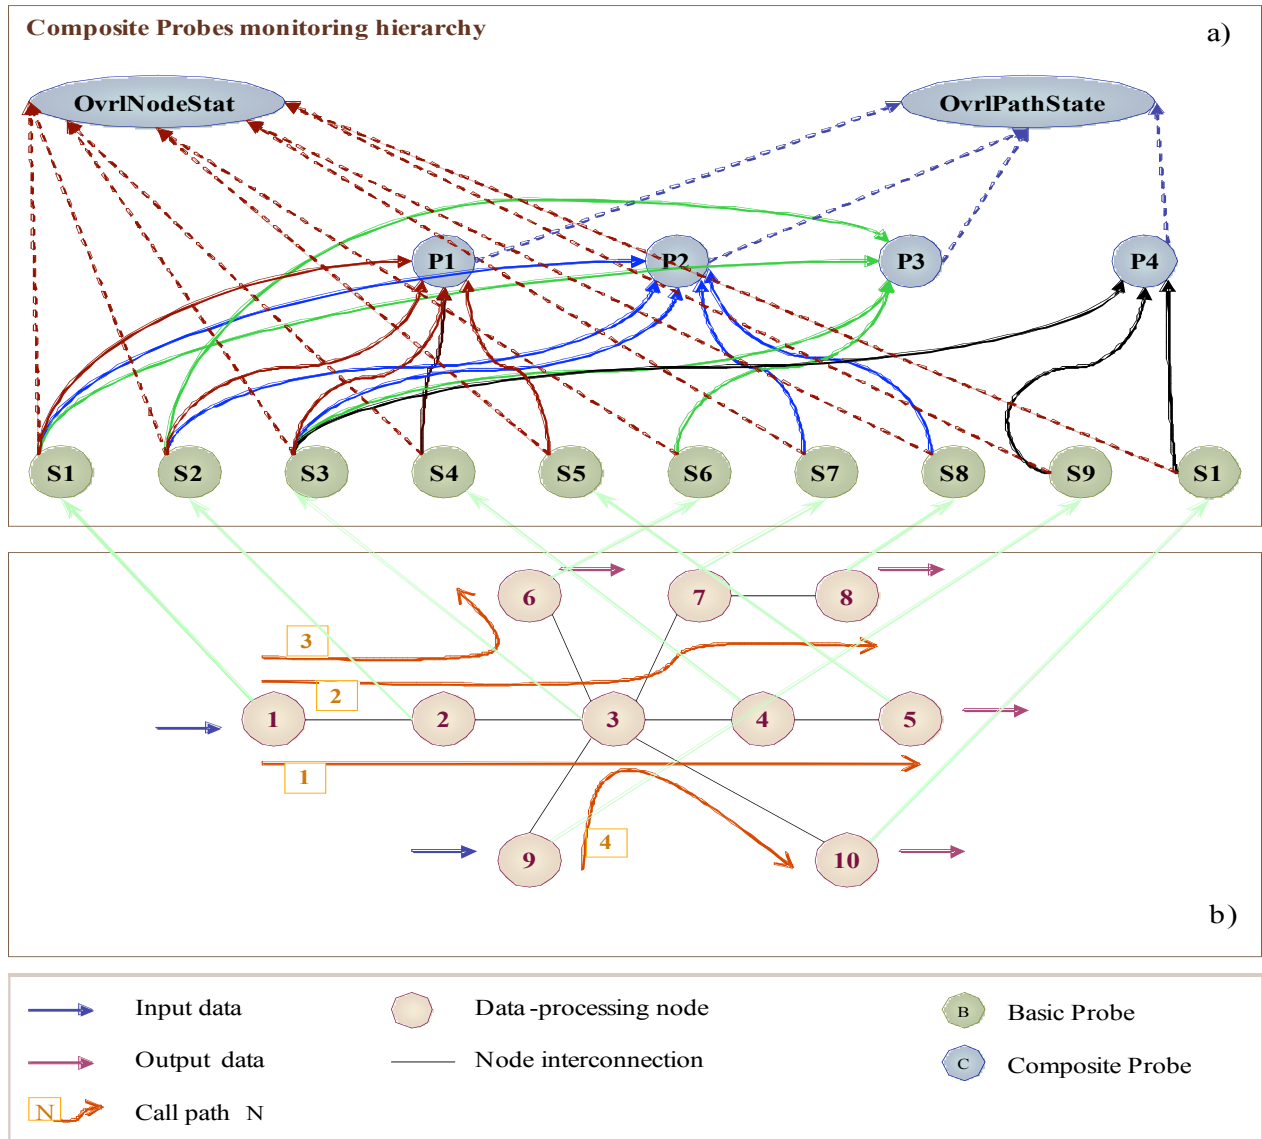 Composite Probes monitoring hierarchy
a)
OvrlNodeStat
OvrlPathState
P1
P2
P3
P4
S1
S2
S3
S4
S5
S6
S7
S8
S9
S1
6
7
8
3
2
1
2
3
4
5
1
4
9
10
b)
Input data
Data-processing node
B
Basic Probe
Output data
Node interconnection
C
Composite Probe
N
Call path N